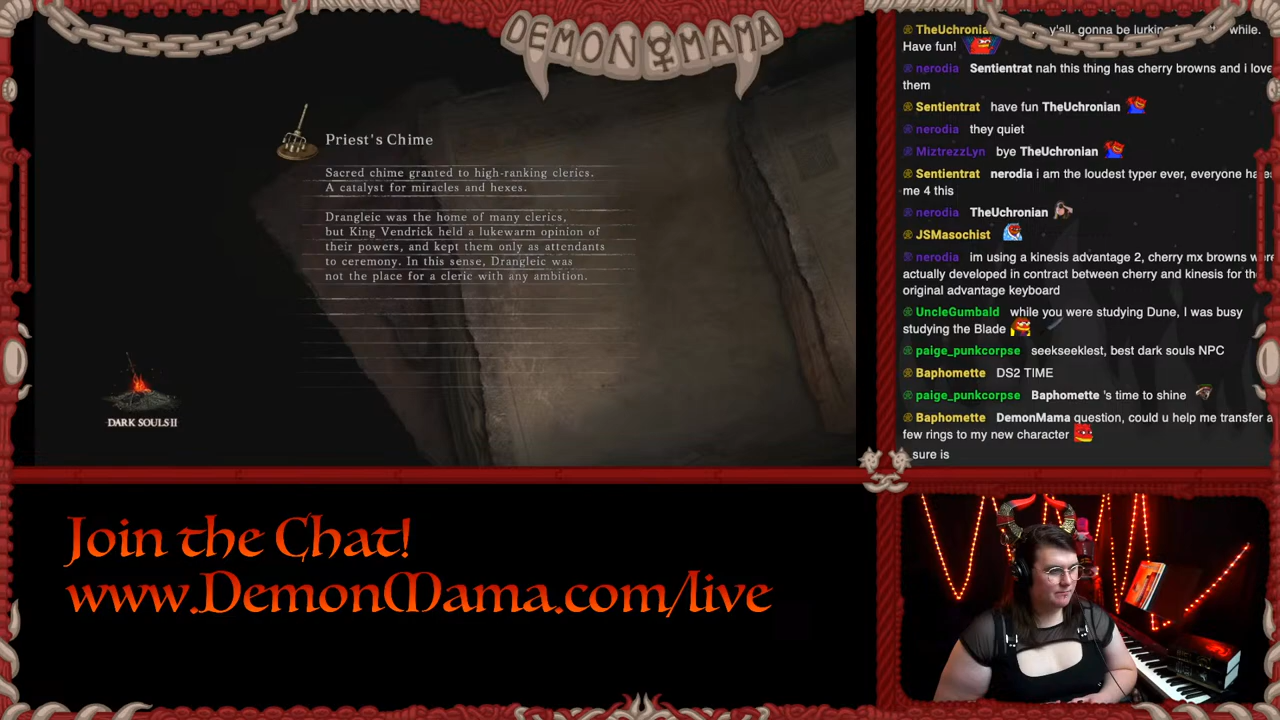 DEMON MAMA
Priest's Chime
Sacred chime granted to high-ranking clerics.
A catalyst for miracles and hexes.
Drangleic was the home of many clerics,
but King Vendrick held a lukewarm opinion of
their powers, and kept them only as attendants
to ceremony. In this sense, Drangleic was
not the place for a cleric with any ambition.
DARK SOULS II
Join the Chat!
www.DemonMama.com/live
y'all, gonna be while.
Have fun!
nerodia Sentientrat nah this thing has cherry browns and i love
them
Sentientrat have fun TheUchronian
nerodia they quiet
MiztrezzLyn bye TheUchronian
Sentientrat nerodia i am the loudest typer ever, everyone
me 4 this
nerodia TheUchronian
JSMasochist
nerodia im using a kinesis advantage 2, cherry mx browns were
actually developed in contract between cherry and kinesis for the
original advantage keyboard
UncleGumbald while you were studying Dune, I was busy
studying the Blade
paige_punkcorpse seekseeklest, best dark souls NPC
Baphomette DS2 TIME
paige_punkcorpse Baphomette 's time to shine
Baphomette DemonMama question, could u help me transfer a
few rings to my new character
sure is